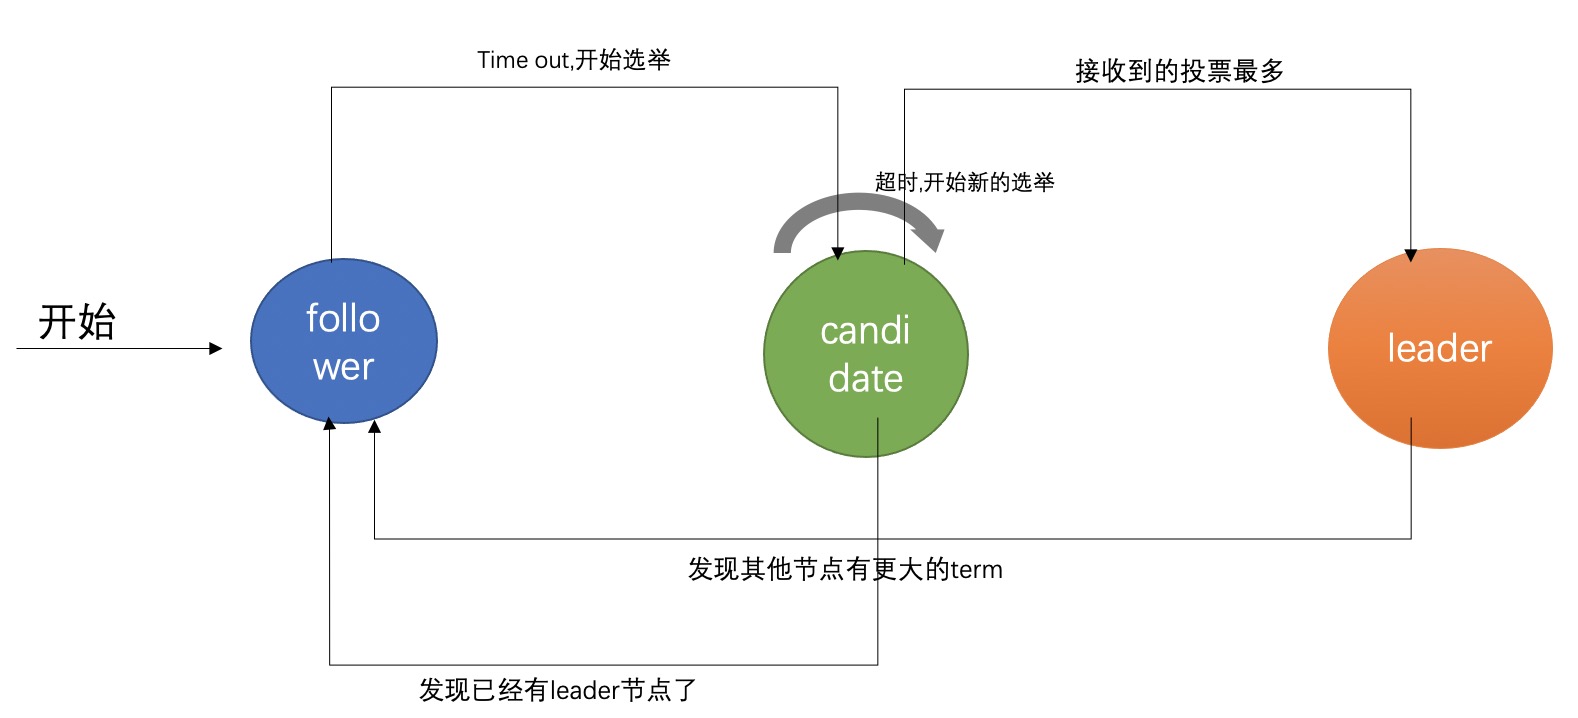 Time out,开始选举
接收到的投票最多
超时,开始新的选举
开始
follo
wer
candi
date
leader
发现其他节点有更大的term
发现已经有leader节点了